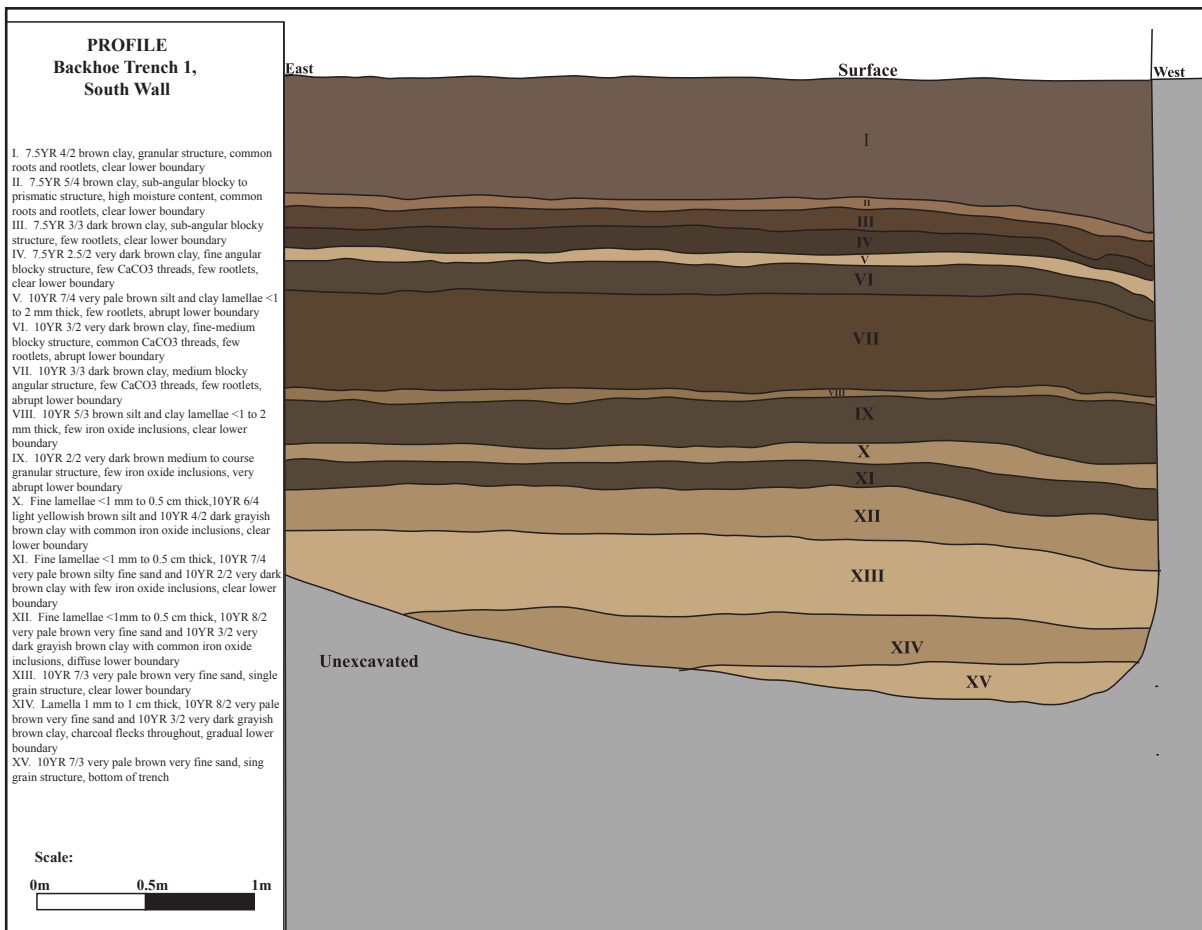 PROFILE
Backhoe Trench 1,
South Wall
I. 7.5YR 4/2 brown clay, granular structure, common
roots and rootlets, clear lower boundary
II. 7.5YR 5/4 brown clay, sub-angular blocky to
prismatic structure, high moisture content, common
roots and rootlets, clear lower boundary
III. 7.5YR 3/3 dark brown clay, sub-angular blocky
structure, few rootlets, clear lower boundary
IV. 7.5YR 2.5/2 very dark brown clay, fine angular
blocky structure, few CaCO3 threads, few rootlets,
clear lower boundary
V. 10YR 7/4 very pale brown silt and clay lamellae <1
to 2 mm thick, few rootlets, abrupt lower boundary
VI. 10YR 3/2 very dark brown clay, fine-medium
blocky structure, common CaCO3 threads, few
rootlets, abrupt lower boundary
VII. 10YR 3/3 dark brown clay, medium blocky
angular structure, few CaCO3 threads, few rootlets,
abrupt lower boundary
VIII. 10YR 5/3 brown silt and clay lamellae <1 to 2
mm thick, few iron oxide inclusions, clear lower
boundary
IX. 10YR 2/2 very dark brown medium to course
granular structure, few iron oxide inclusions, very
abrupt lower boundary
X. Fine lamellae <1 mm to 0.5 cm thick,10YR 6/4
light yellowish brown silt and 10YR 4/2 dark grayish
brown clay with common iron oxide inclusions, clear
lower boundary
XI. Fine lamellae <1 mm to 0.5 cm thick, 10YR 7/4
very pale brown silty fine sand and 10YR 2/2 very dark
brown clay with few iron oxide inclusions, clear lower
boundary
XII. Fine lamellae <1mm to 0.5 cm thick, 10YR 8/2
very pale brown very fine sand and 10YR 3/2 very
dark grayish brown clay with common iron oxide
inclusions, diffuse lower boundary
XIII. 10YR 7/3 very pale brown very fine sand, single
grain structure, clear lower boundary
XIV. Lamella 1 mm to 1 cm thick, 10YR 8/2 very pale
brown very fine sand and 10YR 3/2 very dark grayish
brown clay, charcoal flecks throughout, gradual lower
boundary
XV. 10YR 7/3 very pale brown very fine sand, sing
grain structure, bottom of trench
Scale:
0m 0.5m 1m
East Surface West
I
II
III
IV
V
VI
VII
VIII
IX
X
XI
XII
XIII
XIV
XV
Unexcavated